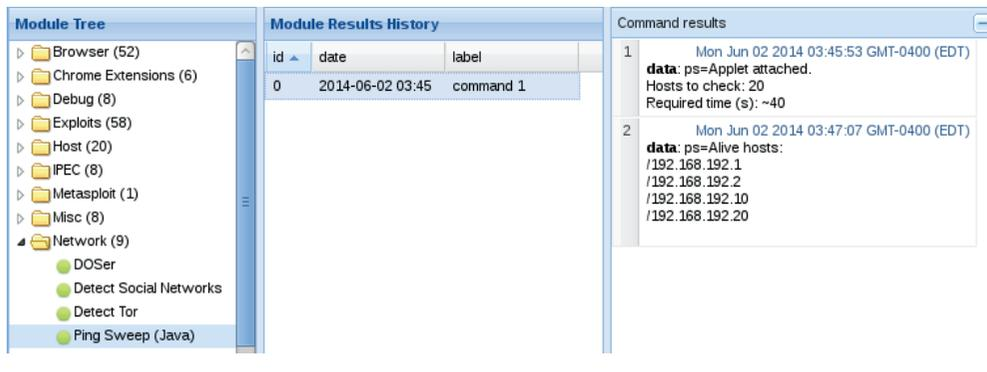 Module Tree
Browser (52)
Chrome Extensions (6)
Debug (8)
Exploits (58)
Host (20)
IPEC (8)
Metasploit (1)
Misc (8)
Network (9)
DOSer
Detect Social Networks
Detect Tor
Ping Sweep (Java)
Module Results History
id date label
0 2014-06-02 03:45 command 1
Command results
1 Mon Jun 02 2014 03:45:53 GMT-0400 (EDT)
data: ps=Applet attached.
Hosts to check: 20
Required time (s): ~40
2 Mon Jun 02 2014 03:47:07 GMT-0400 (EDT)
data: ps=Alive hosts:
/192.168.192.1
/192.168.192.2
/192.168.192.10
/192.168.192.20